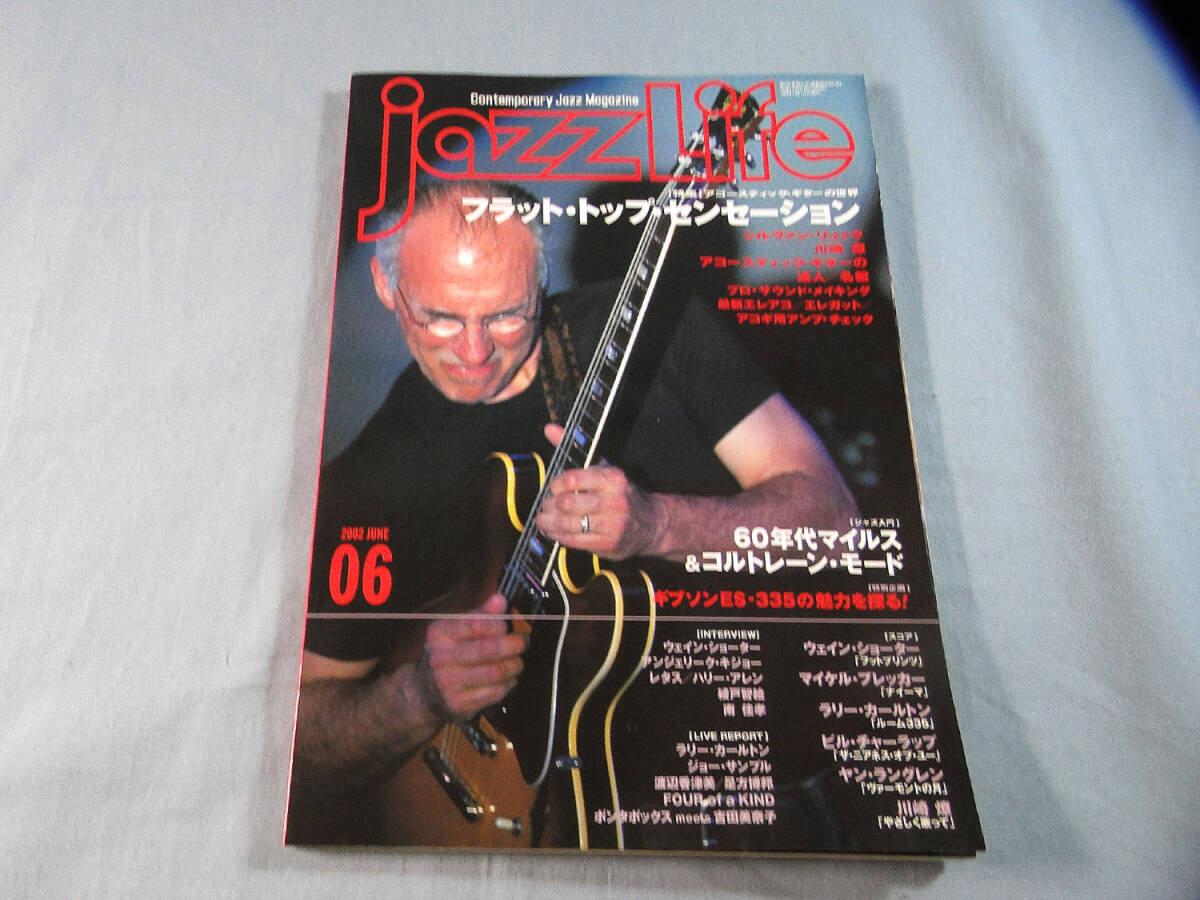 Contemporary Jazz Magazine
jazzLife
[特集]アコースティック・ギターの世界
フラット・トップ・センセーション
シルヴァン・リュック
川崎 燎
アコースティック・ギターの
達人/名盤
プロ・サウンド・メイキング
最新エレアコ/エレガット/
アコギ用アンプ・チェック
2002 JUNE
06
[ジャズ入門]
60年代マイルス
&コルトレーン・モード
[特別企画]
ギブソンES・335の魅力を探る!
[INTERVIEW]
ウェイン・ショーター
アンジェリーク・キジョー
レタス/ハリー・アレン
綾戸智絵
南 佳孝
[LIVE REPORT]
ラリー・カールトン
ジョー・サンプル
渡辺香津美/是方博邦
FOUR of a KIND
ポンタボックス meets 吉田美奈子
[スコア]
ウェイン・ショーター
「フットプリンツ」
マイケル・ブレッカー
「ナイーマ」
ラリー・カールトン
「ルーム335」
ビル・チャーラップ
「ザ・ニアネス・オブ・ユー」
ヤン・ラングレン
「ヴァーモントの月」
川崎 燎
「やさしく歌って」